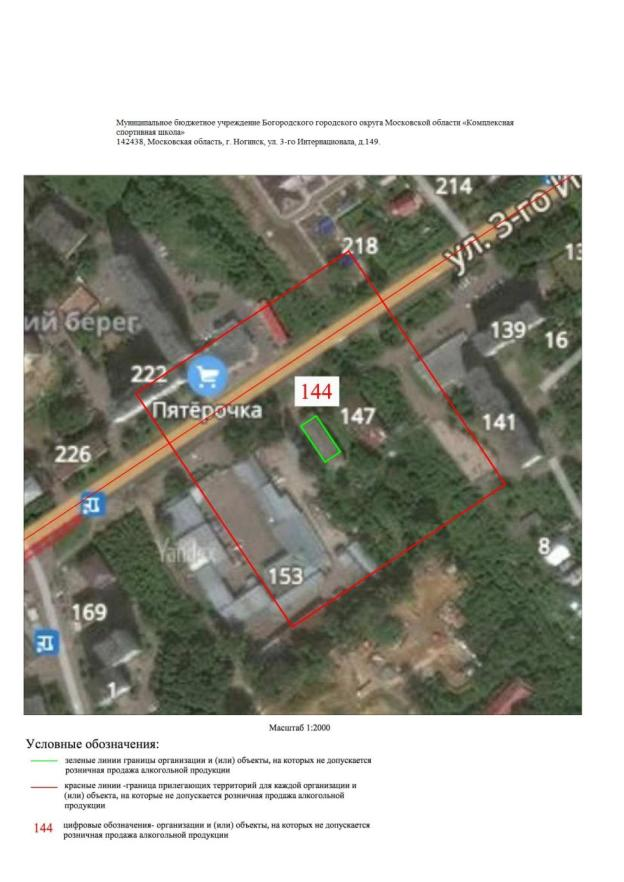 Муниципальное бюджетное учреждение Богородского городского округа Московской области «Комплексная
спортивная школа»
142438, Московская область, г. Ногинск, ул. 3-го Интернационала, д.149.
214
ул. 3-го И
218
13
ий берег
139
16
222
144
Пятёрочка
147
141
226
Yandex
8
153
169
1
Масштаб 1:2000
Условные обозначения:
зеленые линии границы организации и (или) объекты, на которых не допускается
розничная продажа алкогольной продукции
красные линии -граница прилегающих территорий для каждой организации и
(или) объекта, на которые не допускается розничная продажа алкогольной
продукции
144 цифровые обозначения- организации и (или) объекты, на которых не допускается
розничная продажа алкогольной продукции